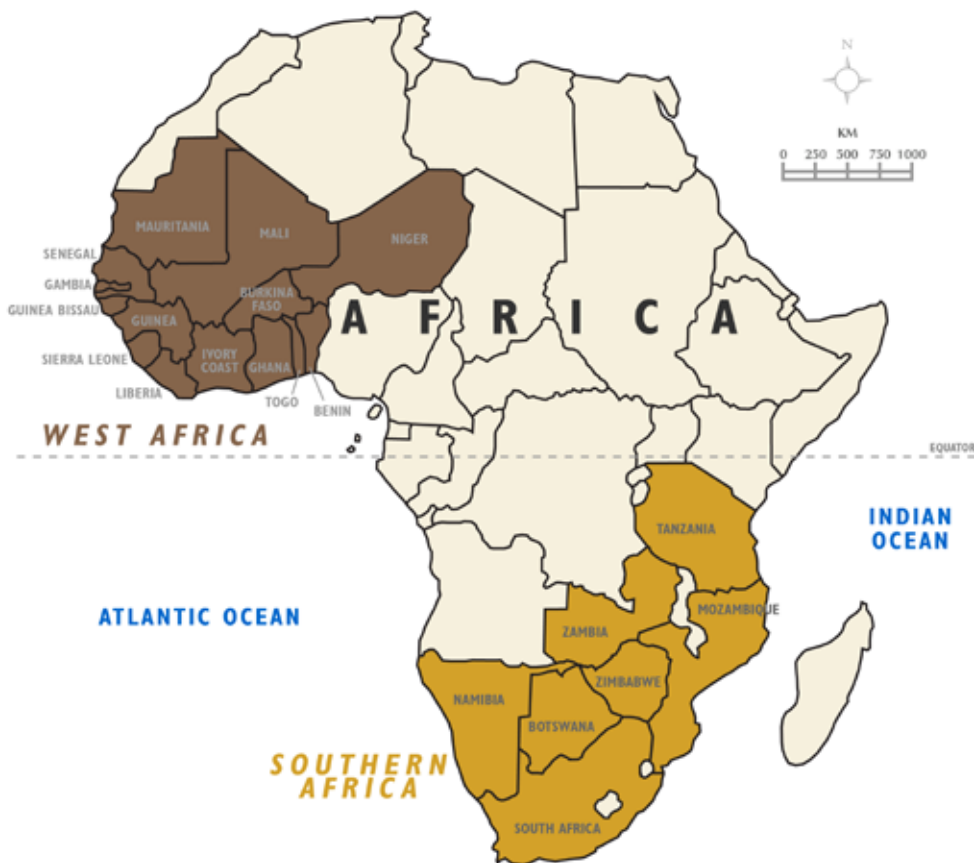 N
KM
0 250 500 750 1000
MAURITANIA
MALI
NIGER
SENEGAL
GAMBIA
BURKINA
FASO
GUINEA BISSAU
GUINEA
AFRICA
SIERRA LEONE
IVORY
COAST
GHANA
LIBERIA
TOGO
BENIN
WEST AFRICA
EQUATOR
TANZANIA
INDIAN
OCEAN
ATLANTIC OCEAN
MOZAMBIQUE
ZAMBIA
ZIMBABWE
NAMIBIA
BOTSWANA
SOUTHERN
AFRICA
SOUTH AFRICA